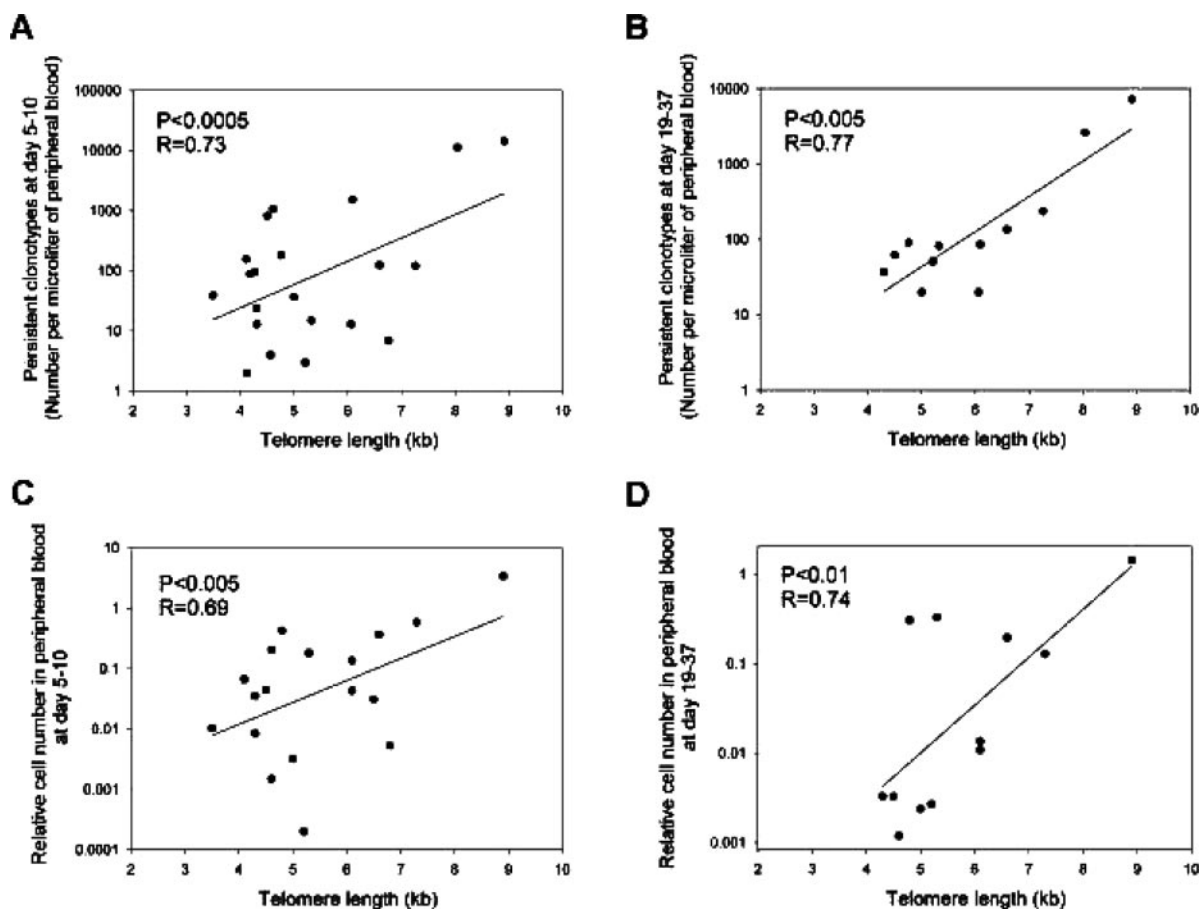 A
Persistent clonotypes at day 5-10
(Number per microliter of peripheral blood)
100000
10000
1000
100
10
1
P<0.0005
R=0.73
2 3 4 5 6 7 8 9 10
Telomere length (kb)
B
Persistent clonotypes at day 19-37
(Number per microliter of peripheral blood)
10000
1000
100
10
1
P<0.005
R=0.77
2 3 4 5 6 7 8 9 10
Telomere length (kb)
C
Relative cell number in peripheral blood
at day 5-10
10
1
0.1
0.01
0.001
0.0001
P<0.005
R=0.69
2 3 4 5 6 7 8 9 10
Telomere length (kb)
D
Relative cell number in peripheral blood
at day 19-37
1
0.1
0.01
0.001
P<0.01
R=0.74
2 3 4 5 6 7 8 9 10
Telomere length (kb)